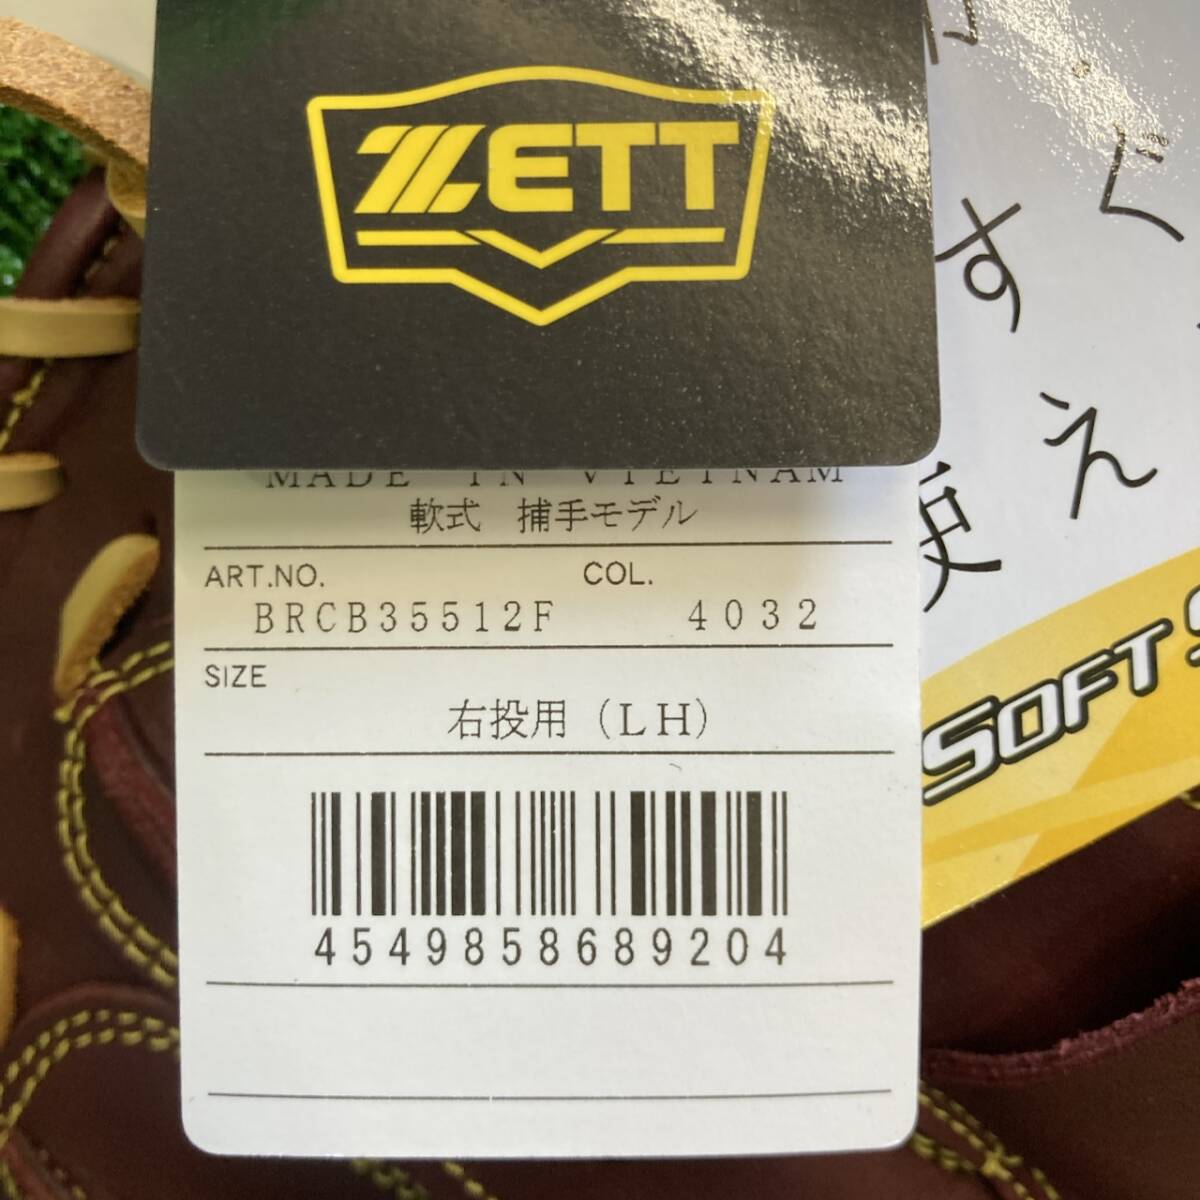 ZETT
MADE IN VIETNAM
軟式 捕手モデル
ART.NO. COL.
BRCB35512F 4032
SIZE
右投用(LH)
4549858689204
すぐ
使え
SOFT